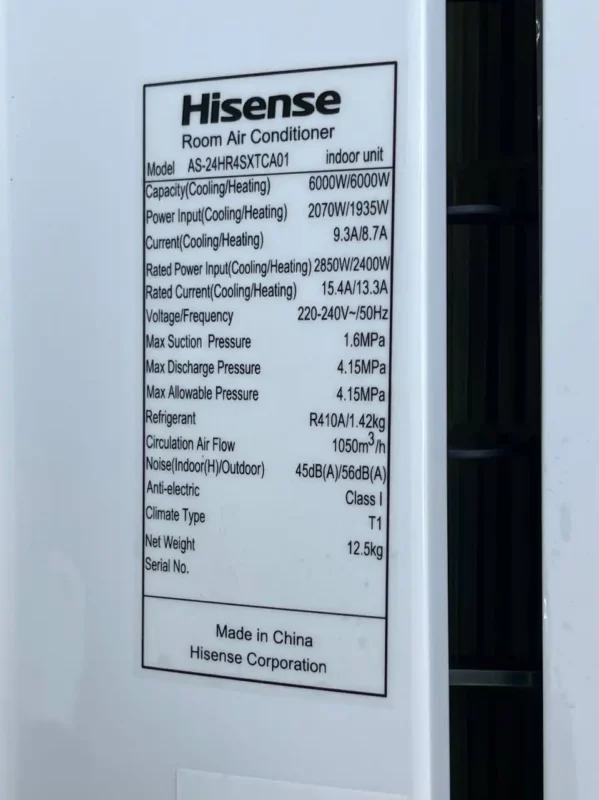 Hisense
Room Air Conditioner
Model AS-24HR4SXTCA01 indoor unit
Capacity(Cooling/Heating) 6000W/6000W
Power Input(Cooling/Heating) 2070W/1935W
Current(Cooling/Heating) 9.3A/8.7A
Rated Power Input(Cooling/Heating) 2850W/2400W
Rated Current(Cooling/Heating) 15.4A/13.3A
Voltage/Frequency 220-240V~/50Hz
Max Suction Pressure 1.6MPa
Max Discharge Pressure 4.15MPa
Max Allowable Pressure 4.15MPa
Refrigerant R410A/1.42kg
Circulation Air Flow 1050m³/h
Noise(Indoor(H)/Outdoor) 45dB(A)/56dB(A)
Anti-electric Class I
Climate Type T1
Net Weight 12.5kg
Serial No.
Made in China
Hisense Corporation